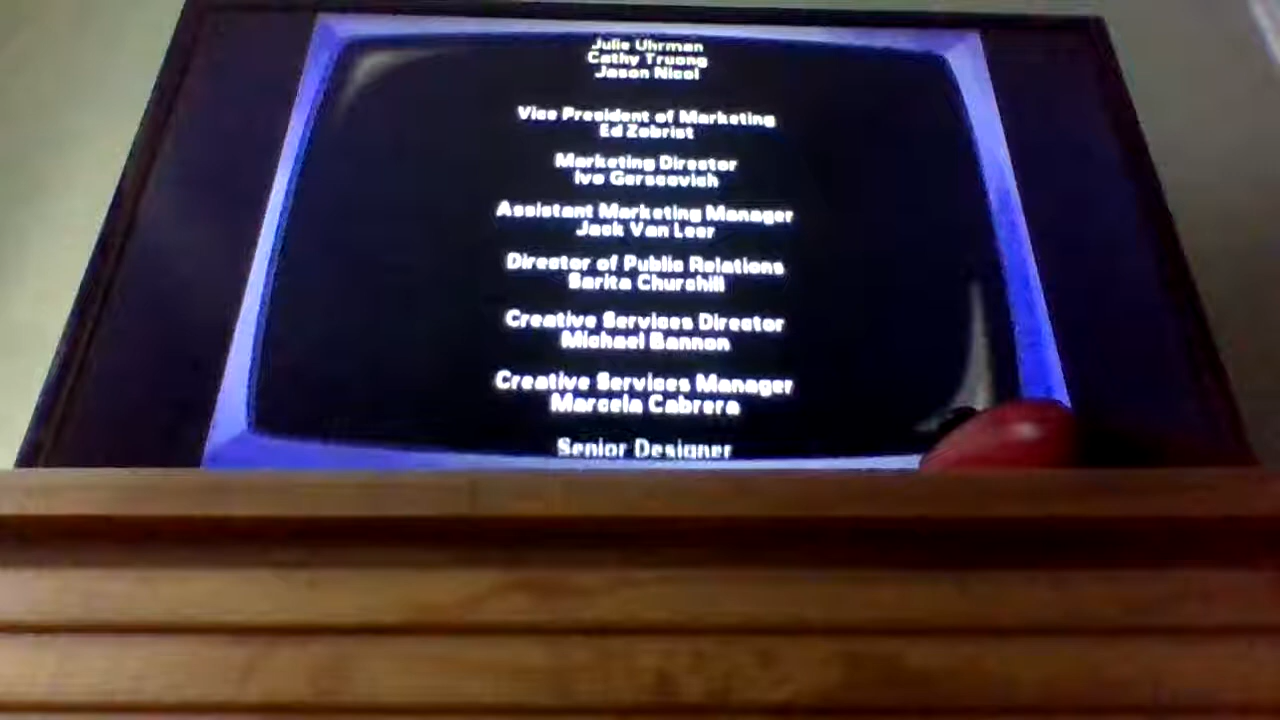 Julie Uhrman
Cathy Truong
Jason Nicol
Vice President of Marketing
Ed Zobrist
Marketing Director
Ivo Gerscovich
Assistant Marketing Manager
Jack Van Leer
Director of Public Relations
Sarita Churchill
Creative Services Director
Michael Bannon
Creative Services Manager
Marcela Cabrera
Senior Designer